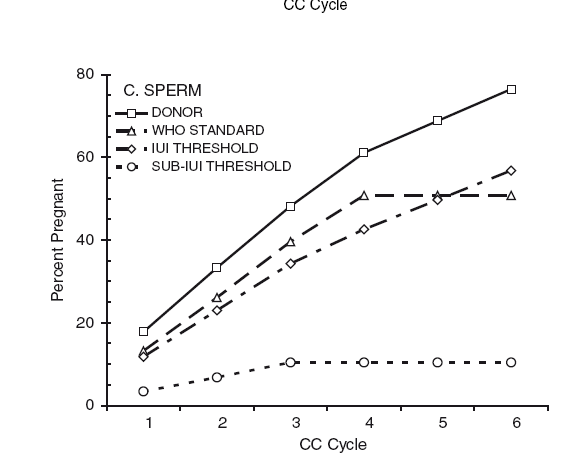 CC Cycle
80
C. SPERM
DONOR
WHO STANDARD
IUI THRESHOLD
SUB-IUI THRESHOLD
60
40
20
0
Percent Pregnant
1 2 3 4 5 6
CC Cycle